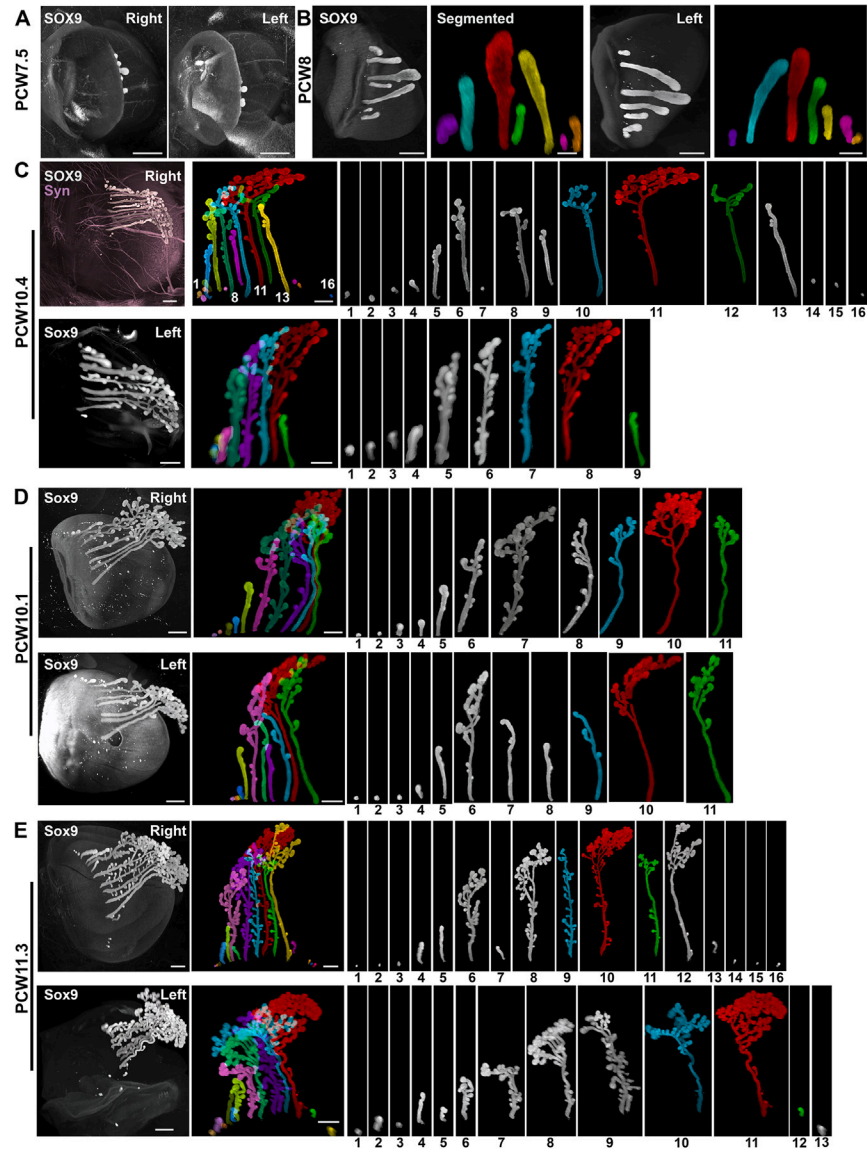 A SOX9 Right Left
PCW7.5
B SOX9 Segmented Left
PCW8
C SOX9 Right
Syn
1 8 11 13 16
1 2 3 4 5 6 7 8 9 10 11 12 13 14 15 16
PCW10.4
Sox9 Left
1 2 3 4 5 6 7 8 9
D Sox9 Right
1 2 3 4 5 6 7 8 9 10 11
PCW10.1
Sox9 Left
1 2 3 4 5 6 7 8 9 10 11
E Sox9 Right
1 2 3 4 5 6 7 8 9 10 11 12 13 14 15 16
PCW11.3
Sox9 Left
1 2 3 4 5 6 7 8 9 10 11 12 13